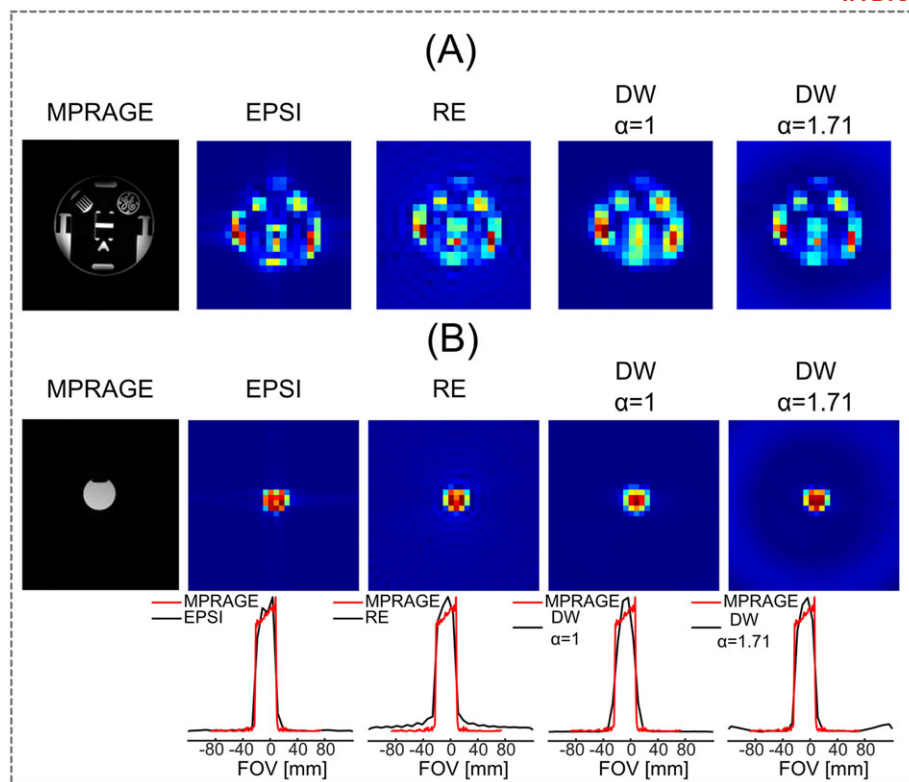 (A)
MPRAGE EPSI RE DW α=1 DW α=1.71
(B)
MPRAGE EPSI RE DW α=1 DW α=1.71
MPRAGE EPSI
MPRAGE RE
MPRAGE DW α=1
MPRAGE DW α=1.71
-80 -40 0 40 80 -80 -40 0 40 80 -80 -40 0 40 80 -80 -40 0 40 80
FOV [mm] FOV [mm] FOV [mm] FOV [mm]